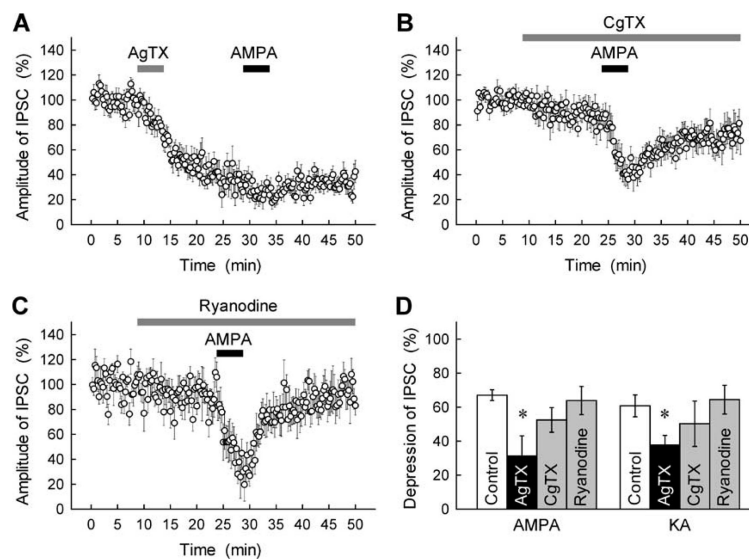 A
AgTX
AMPA
Amplitude of IPSC (%)
140
120
100
80
60
40
20
0
0 5 10 15 20 25 30 35 40 45 50
Time (min)
B
CgTX
AMPA
Amplitude of IPSC (%)
140
120
100
80
60
40
20
0
0 5 10 15 20 25 30 35 40 45 50
Time (min)
C
Ryanodine
AMPA
Amplitude of IPSC (%)
140
120
100
80
60
40
20
0
0 5 10 15 20 25 30 35 40 45 50
Time (min)
D
Depression of IPSC (%)
100
80
60
40
20
0
* *
Control AgTX CgTX Ryanodine Control AgTX CgTX Ryanodine
AMPA KA